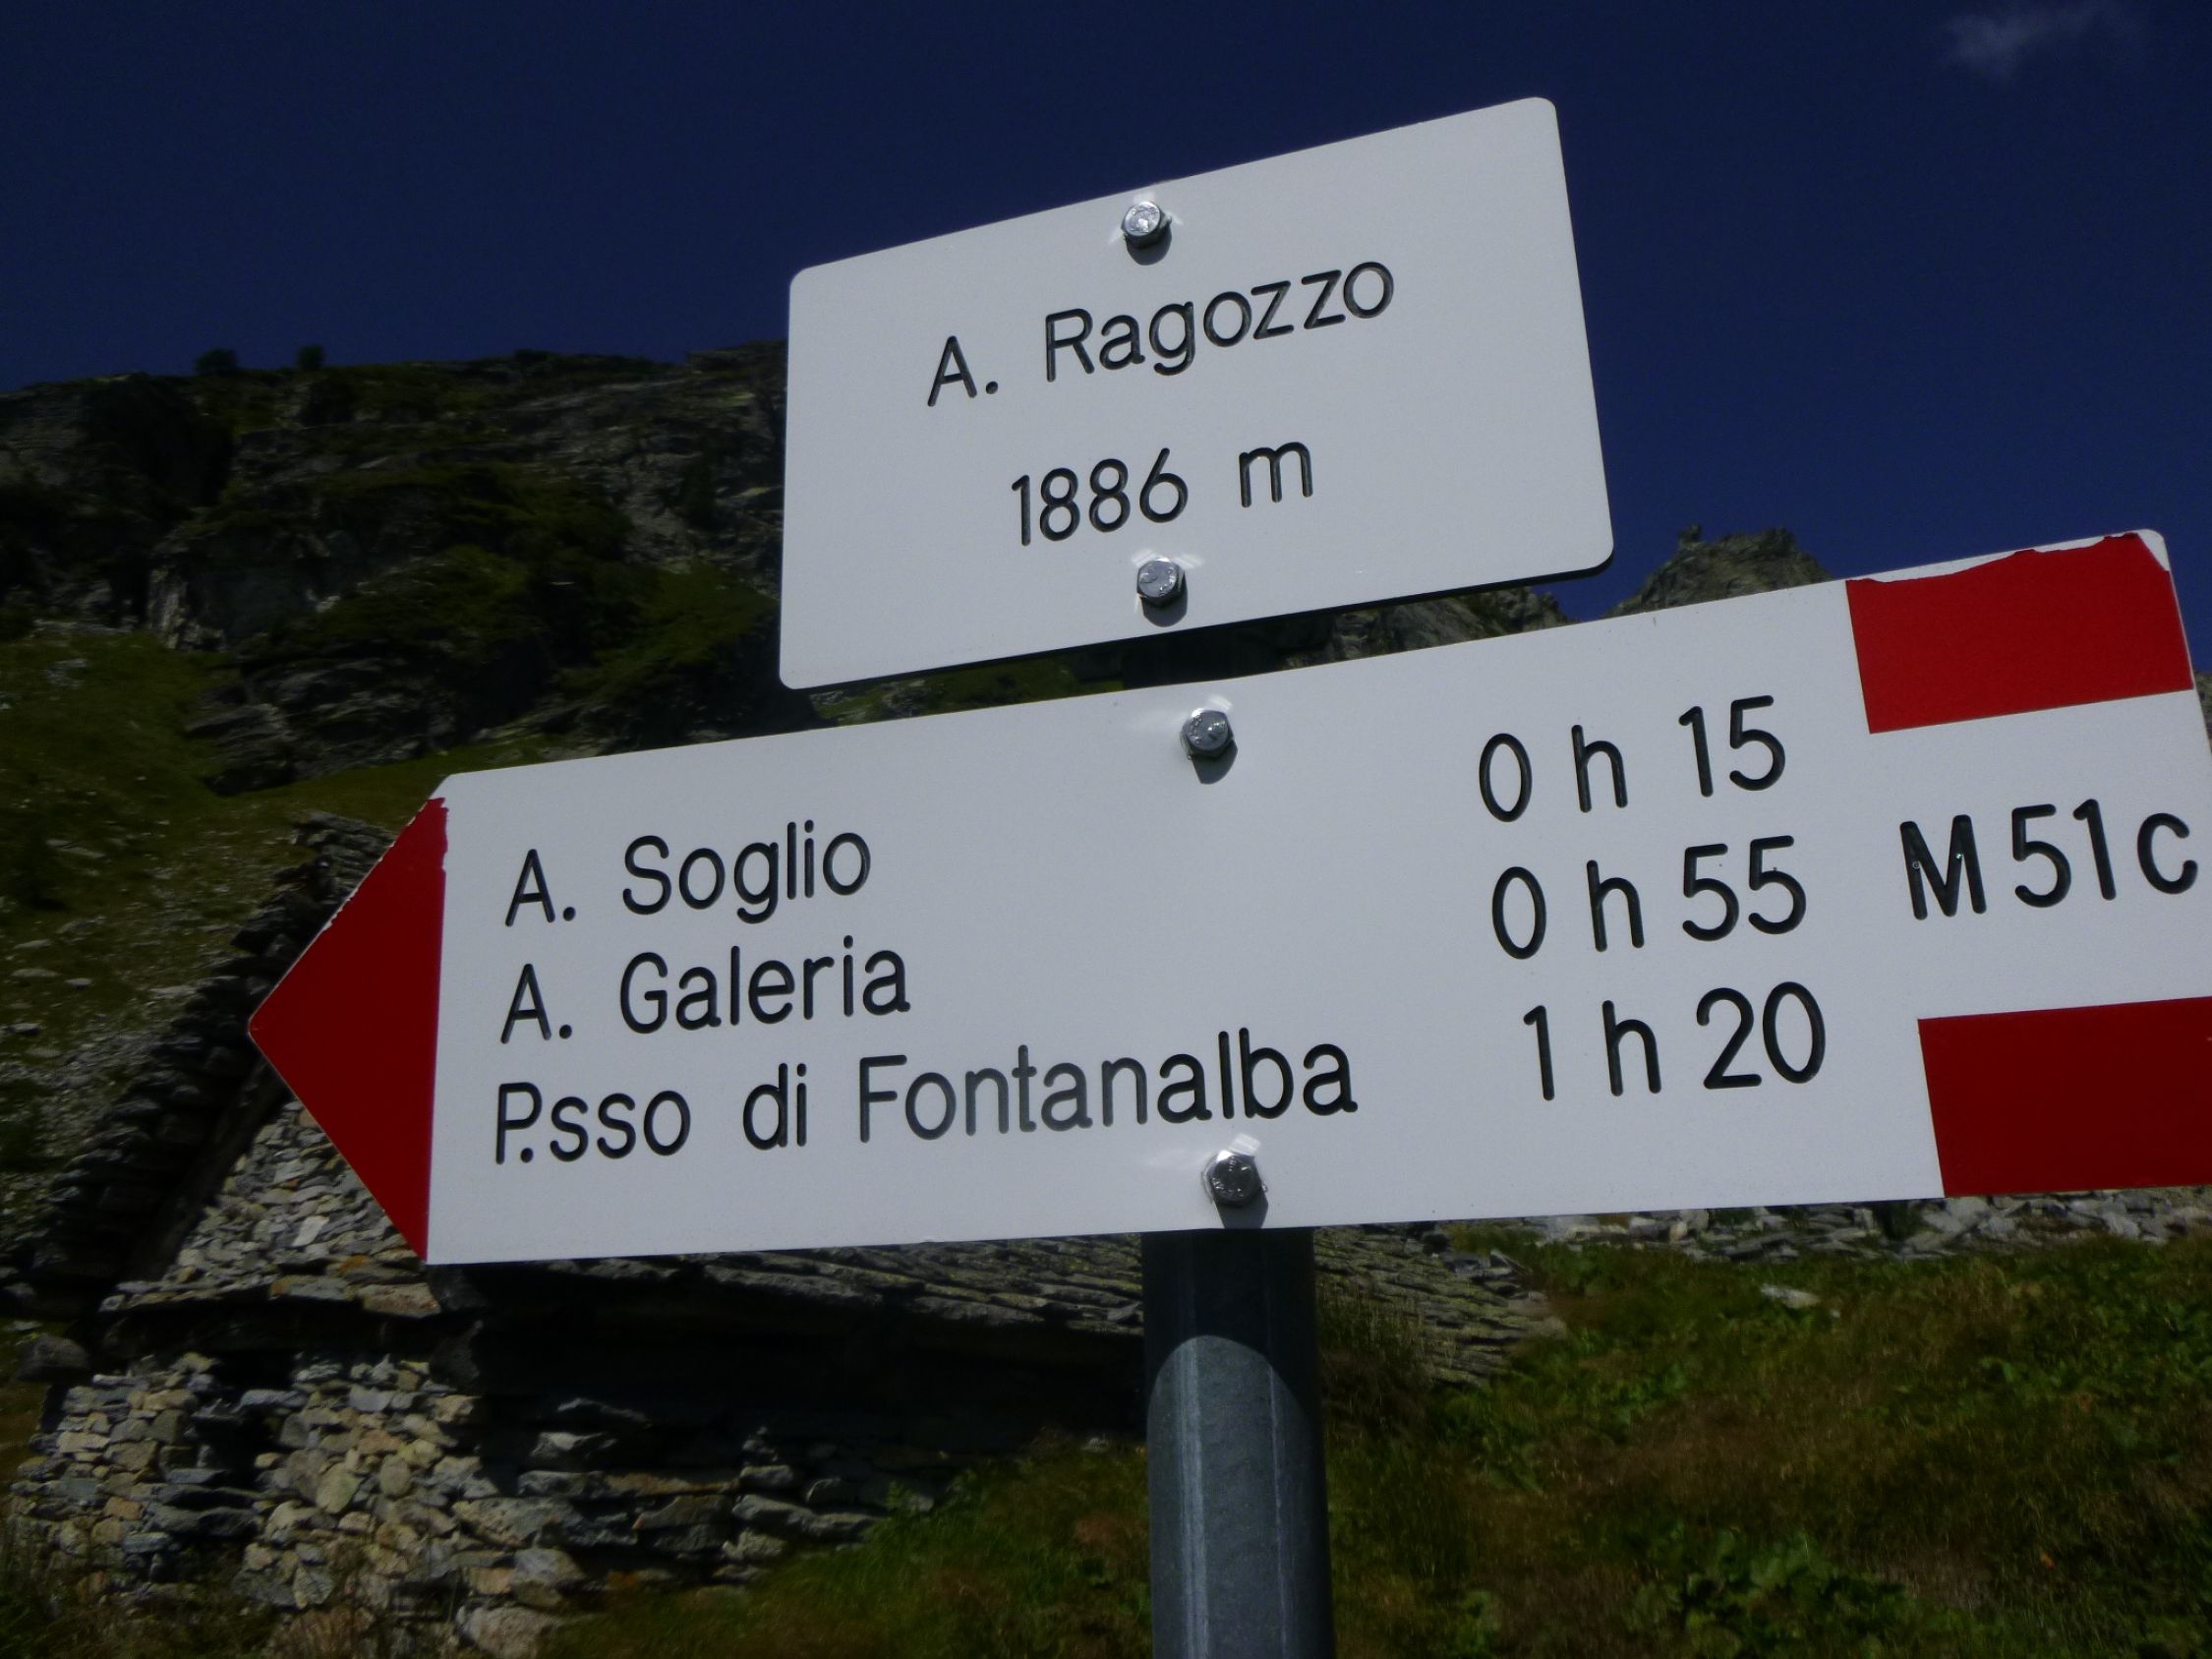 A. Ragozzo
1886 m
A. Soglio 0 h 15
A. Galeria 0 h 55 M 51c
P.sso di Fontanalba 1 h 20